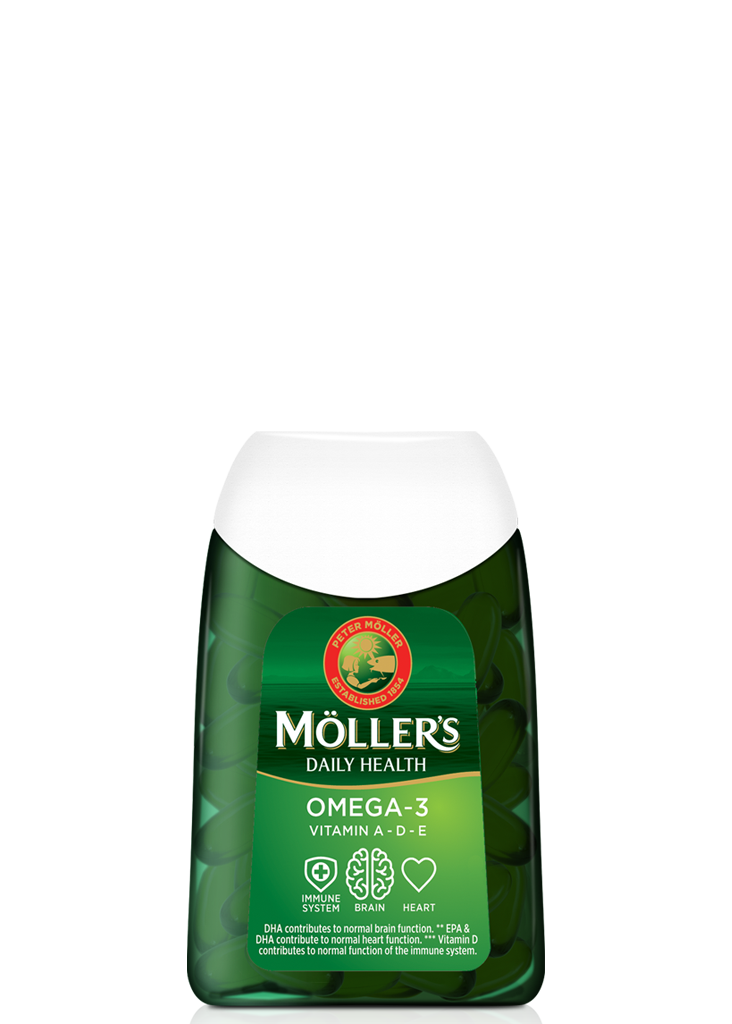 PETER MÖLLER
ESTABLISHED 1854
MÖLLER'S
DAILY HEALTH
OMEGA-3
VITAMIN A - D - E
IMMUNE SYSTEM
BRAIN
HEART
DHA contributes to normal brain function. ** EPA &
DHA contribute to normal heart function. *** Vitamin D
contributes to normal function of the immune system.